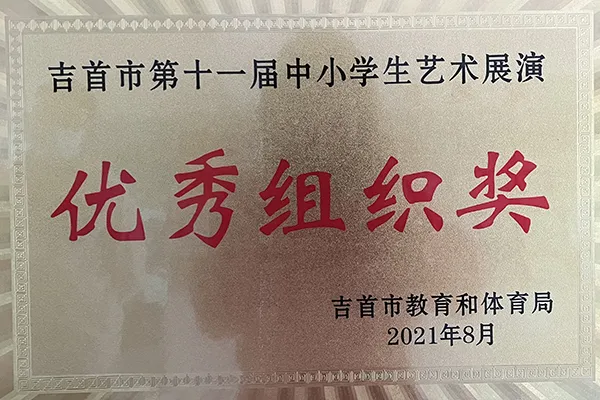 吉首市第十一届中小学生艺术展演
优秀组织奖
吉首市教育和体育局
2021年8月